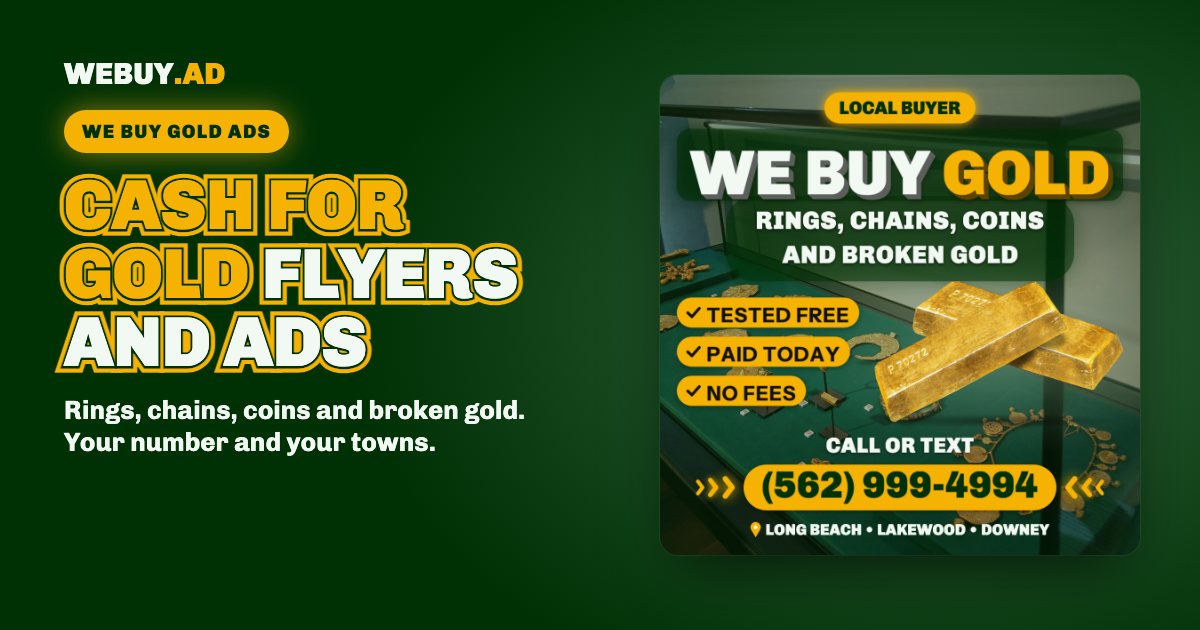 WEBUY.AD
WE BUY GOLD ADS
CASH FOR
GOLD FLYERS
AND ADS
Rings, chains, coins and broken gold.
Your number and your towns.
LOCAL BUYER
WE BUY GOLD
RINGS, CHAINS, COINS
AND BROKEN GOLD
TESTED FREE
PAID TODAY
NO FEES
P 7027
P 70272
CALL OR TEXT
(562) 999-4994
LONG BEACH • LAKEWOOD • DOWNEY